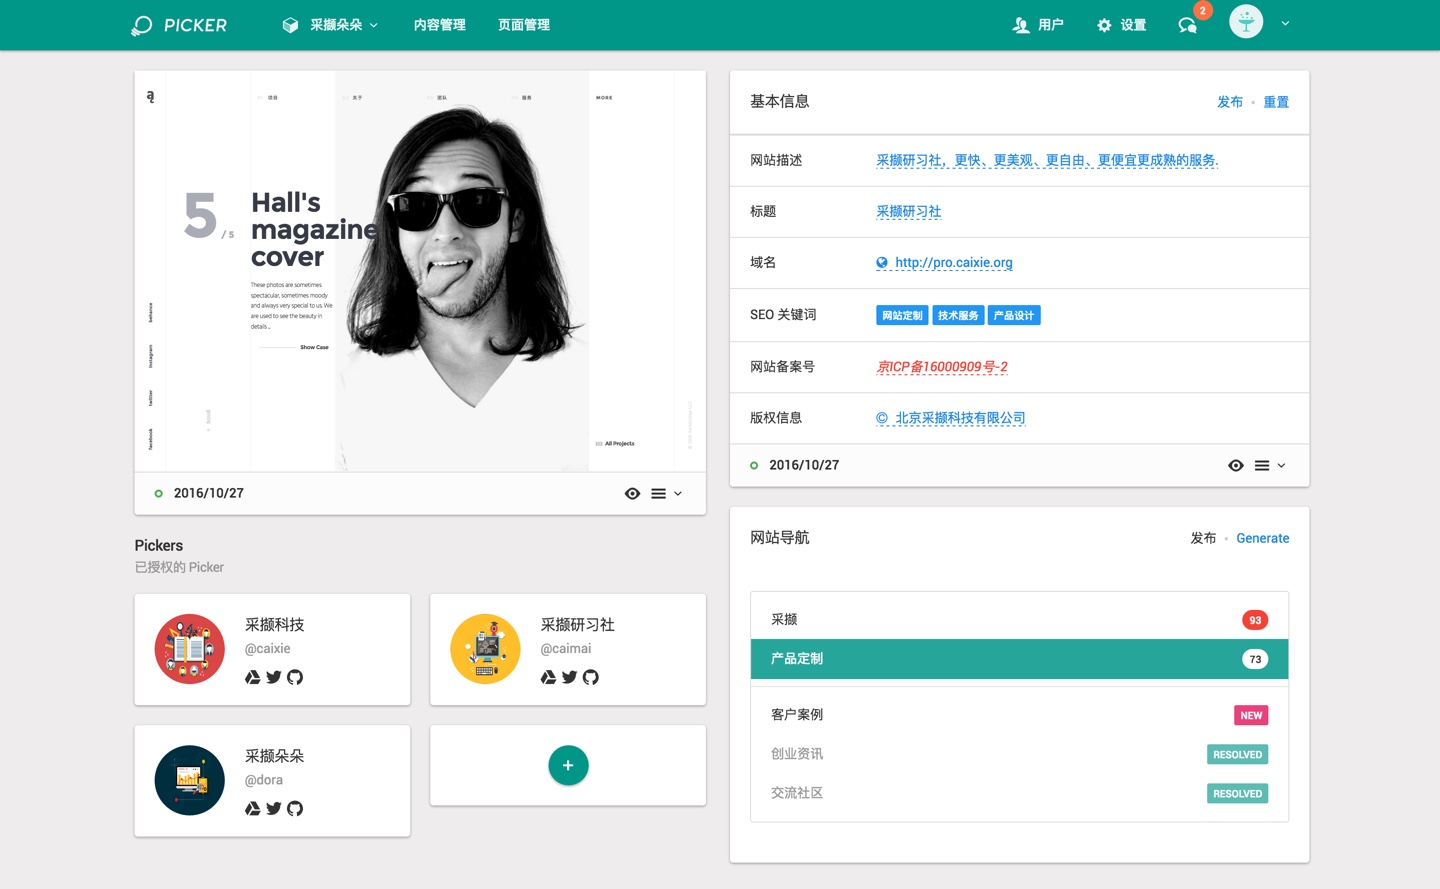 PICKER
采撷朵朵
内容管理
页面管理
用户
设置
2
ą
项目
关于
团队
服务
MORE
5 / 5
Hall's
magazine
cover
These photos are sometimes
spectacular, sometimes moody
and always very special to us. We
are used to see the beauty in
details ...
Show Case
behance
instagram
twitter
facebook
Scroll
All Projects
2016/10/27
Pickers
已授权的 Picker
采撷科技
@caixie
采撷研习社
@caimai
采撷朵朵
@dora
+
基本信息
发布 • 重置
网站描述 采撷研习社，更快、更美观、更自由、更便宜更成熟的服务.
标题 采撷研习社
域名 http://pro.caixie.org
SEO 关键词 网站定制 技术服务 产品设计
网站备案号 京ICP备16000909号-2
版权信息 © 北京采撷科技有限公司
2016/10/27
网站导航
发布 • Generate
采撷 93
产品定制 73
客户案例 NEW
创业资讯 RESOLVED
交流社区 RESOLVED